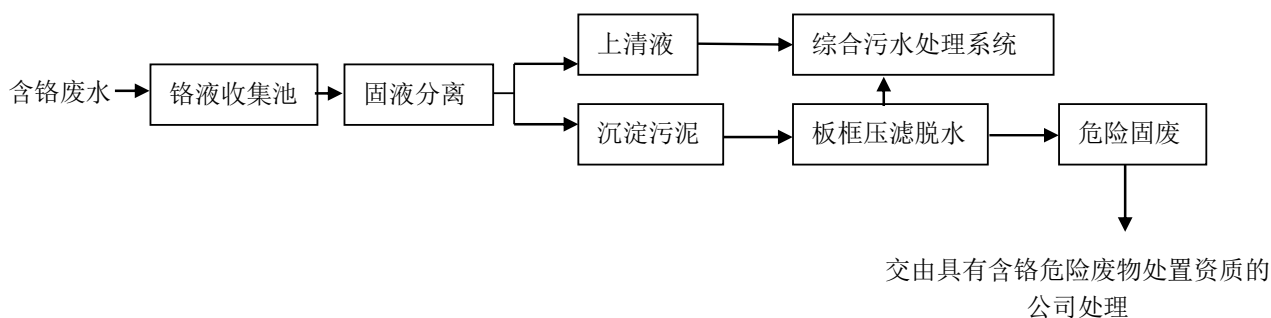 上清液
综合污水处理系统
含铬废水
铬液收集池
固液分离
沉淀污泥
板框压滤脱水
危险固废
交由具有含铬危险废物处置资质的
公司处理